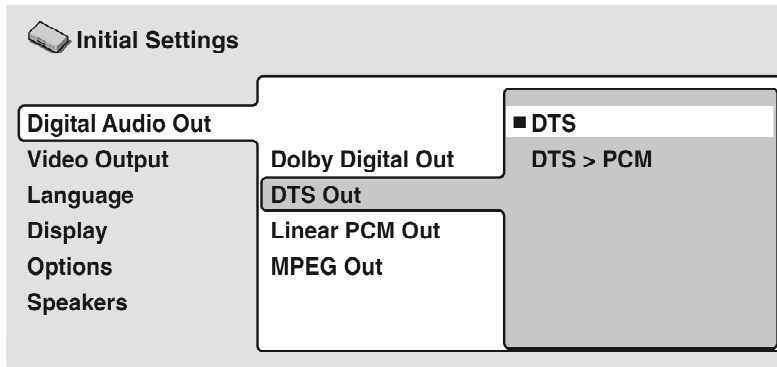 Initial Settings
Digital Audio Out
Video Output
Language
Display
Options
Speakers
Dolby Digital Out
DTS Out
Linear PCM Out
MPEG Out
DTS
DTS > PCM